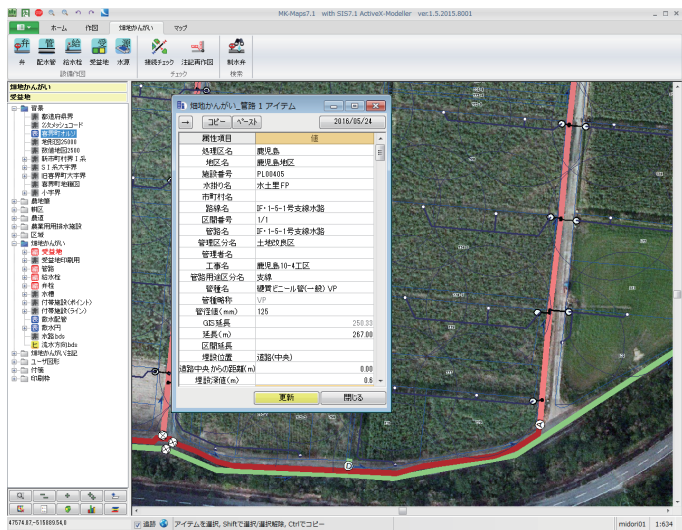 MK-Maps7.1 with SIS7.1 ActiveX-Modeller ver.1.5.2015.8001
ホーム 作図 畑地かんがい マップ
弁 配水管 給水栓 受益地 水源 接続チェック 注記再作図 制水弁
設備作図 チェック 検索
畑地かんがい
受益地
背景
都道府県界
2次メッシュコード
喜界町オルソ
地形図25000
数値地図2500
新市町村界1系
S1系大字界
旧喜界町大字界
喜界町地籍図
小字界
農地筆
耕区
農道
農業用用排水施設
区域
畑地かんがい
受益地
受益地印刷用
管路
給水栓
弁栓
水槽
付帯施設(ポイント)
付帯施設(ライン)
散水配管
散水円
水路bds
流水方向bds
畑地かんがい注記
ユーザ図形
付箋
印刷枠
畑地かんがい_管路 1 アイテム
→ コピー ペースト 2016/05/24
属性項目 値
処理区名 鹿児島
地区名 鹿児島地区
施設番号 PL00405
水掛り名 水土里FP
市町村名
路線名 IF・1-5-1号支線水路
区間番号 1/1
管路名 IF・1-5-1号支線水路
管理区分名 土地改良区
管理者名
工事名 鹿児島10-4工区
管路用途区分名 支線
管種名 硬質ビニール管(一般) VP
管種略称 VP
管径値(mm) 125
GIS延長 250.33
延長(m) 267.00
区間延長
埋設位置 道路(中央)
道路中央からの距離(m) 0.00
埋設深値(m) 0.6
更新 閉じる
47574.87,-515889.54,0 追跡 アイテムを選択, Shiftで選択/選択解除, Ctrlでコピー midori01 1:634